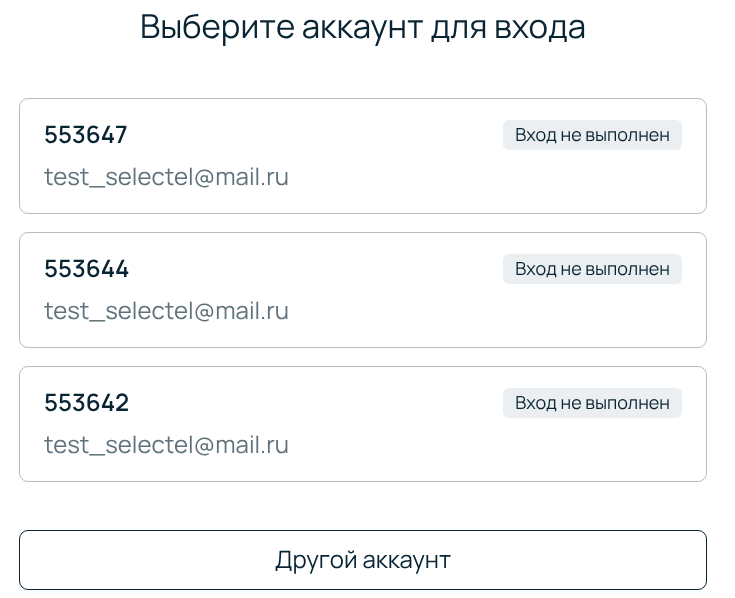 Выберите аккаунт для входа
553647
Вход не выполнен
test_selectel@mail.ru
553644
Вход не выполнен
test_selectel@mail.ru
553642
Вход не выполнен
test_selectel@mail.ru
Другой аккаунт